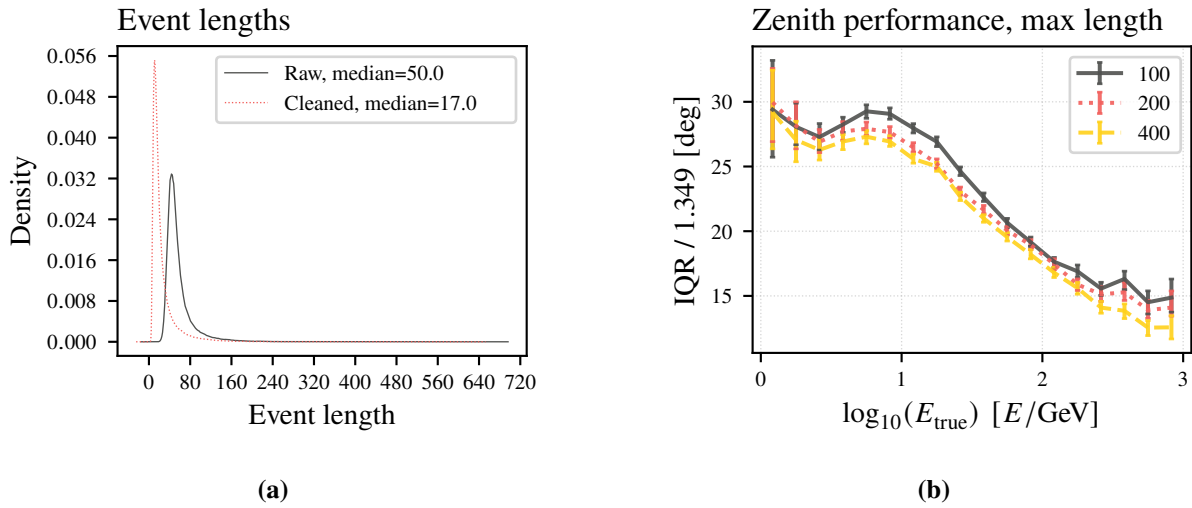 Event lengths
0.056
0.048
0.040
0.032
0.024
0.016
0.008
0.000
Density
Raw, median=50.0
Cleaned, median=17.0
0 80 160 240 320 400 480 560 640 720
Event length
(a)
Zenith performance, max length
30
25
20
15
IQR / 1.349 [deg]
100
200
400
0 1 2 3
log₁₀(E_true) [E/GeV]
(b)